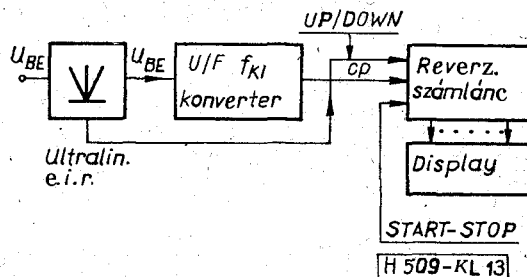 UP/DOWN
U_BE
U_BE
U/F f_KI
konverter
cp
Reverz.
számlánc
Ultralin.
e.i.r.
Display
START-STOP
H 509-KL 13